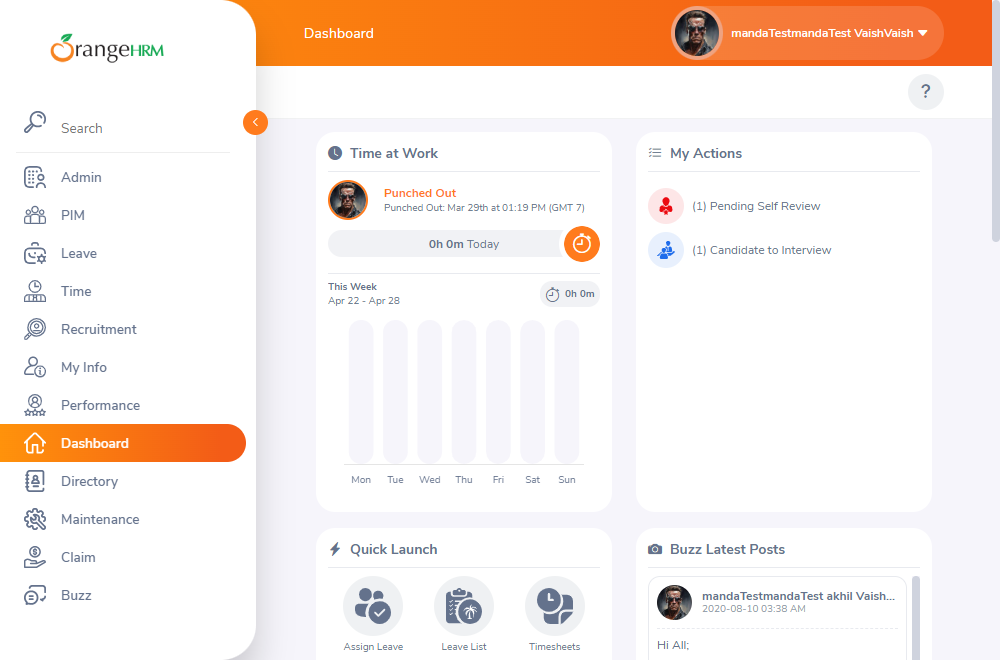 OrangeHRM
Dashboard
mandaTestmandaTest VaishVaish
?
Search
Admin
PIM
Leave
Time
Recruitment
My Info
Performance
Dashboard
Directory
Maintenance
Claim
Buzz
Time at Work
Punched Out
Punched Out: Mar 29th at 01:19 PM (GMT 7)
0h 0m Today
This Week
Apr 22 - Apr 28
0h 0m
Mon Tue Wed Thu Fri Sat Sun
My Actions
(1) Pending Self Review
(1) Candidate to Interview
Quick Launch
Assign Leave
Leave List
Timesheets
Buzz Latest Posts
mandaTestmandaTest akhil Vaish...
2020-08-10 03:38 AM
Hi All;